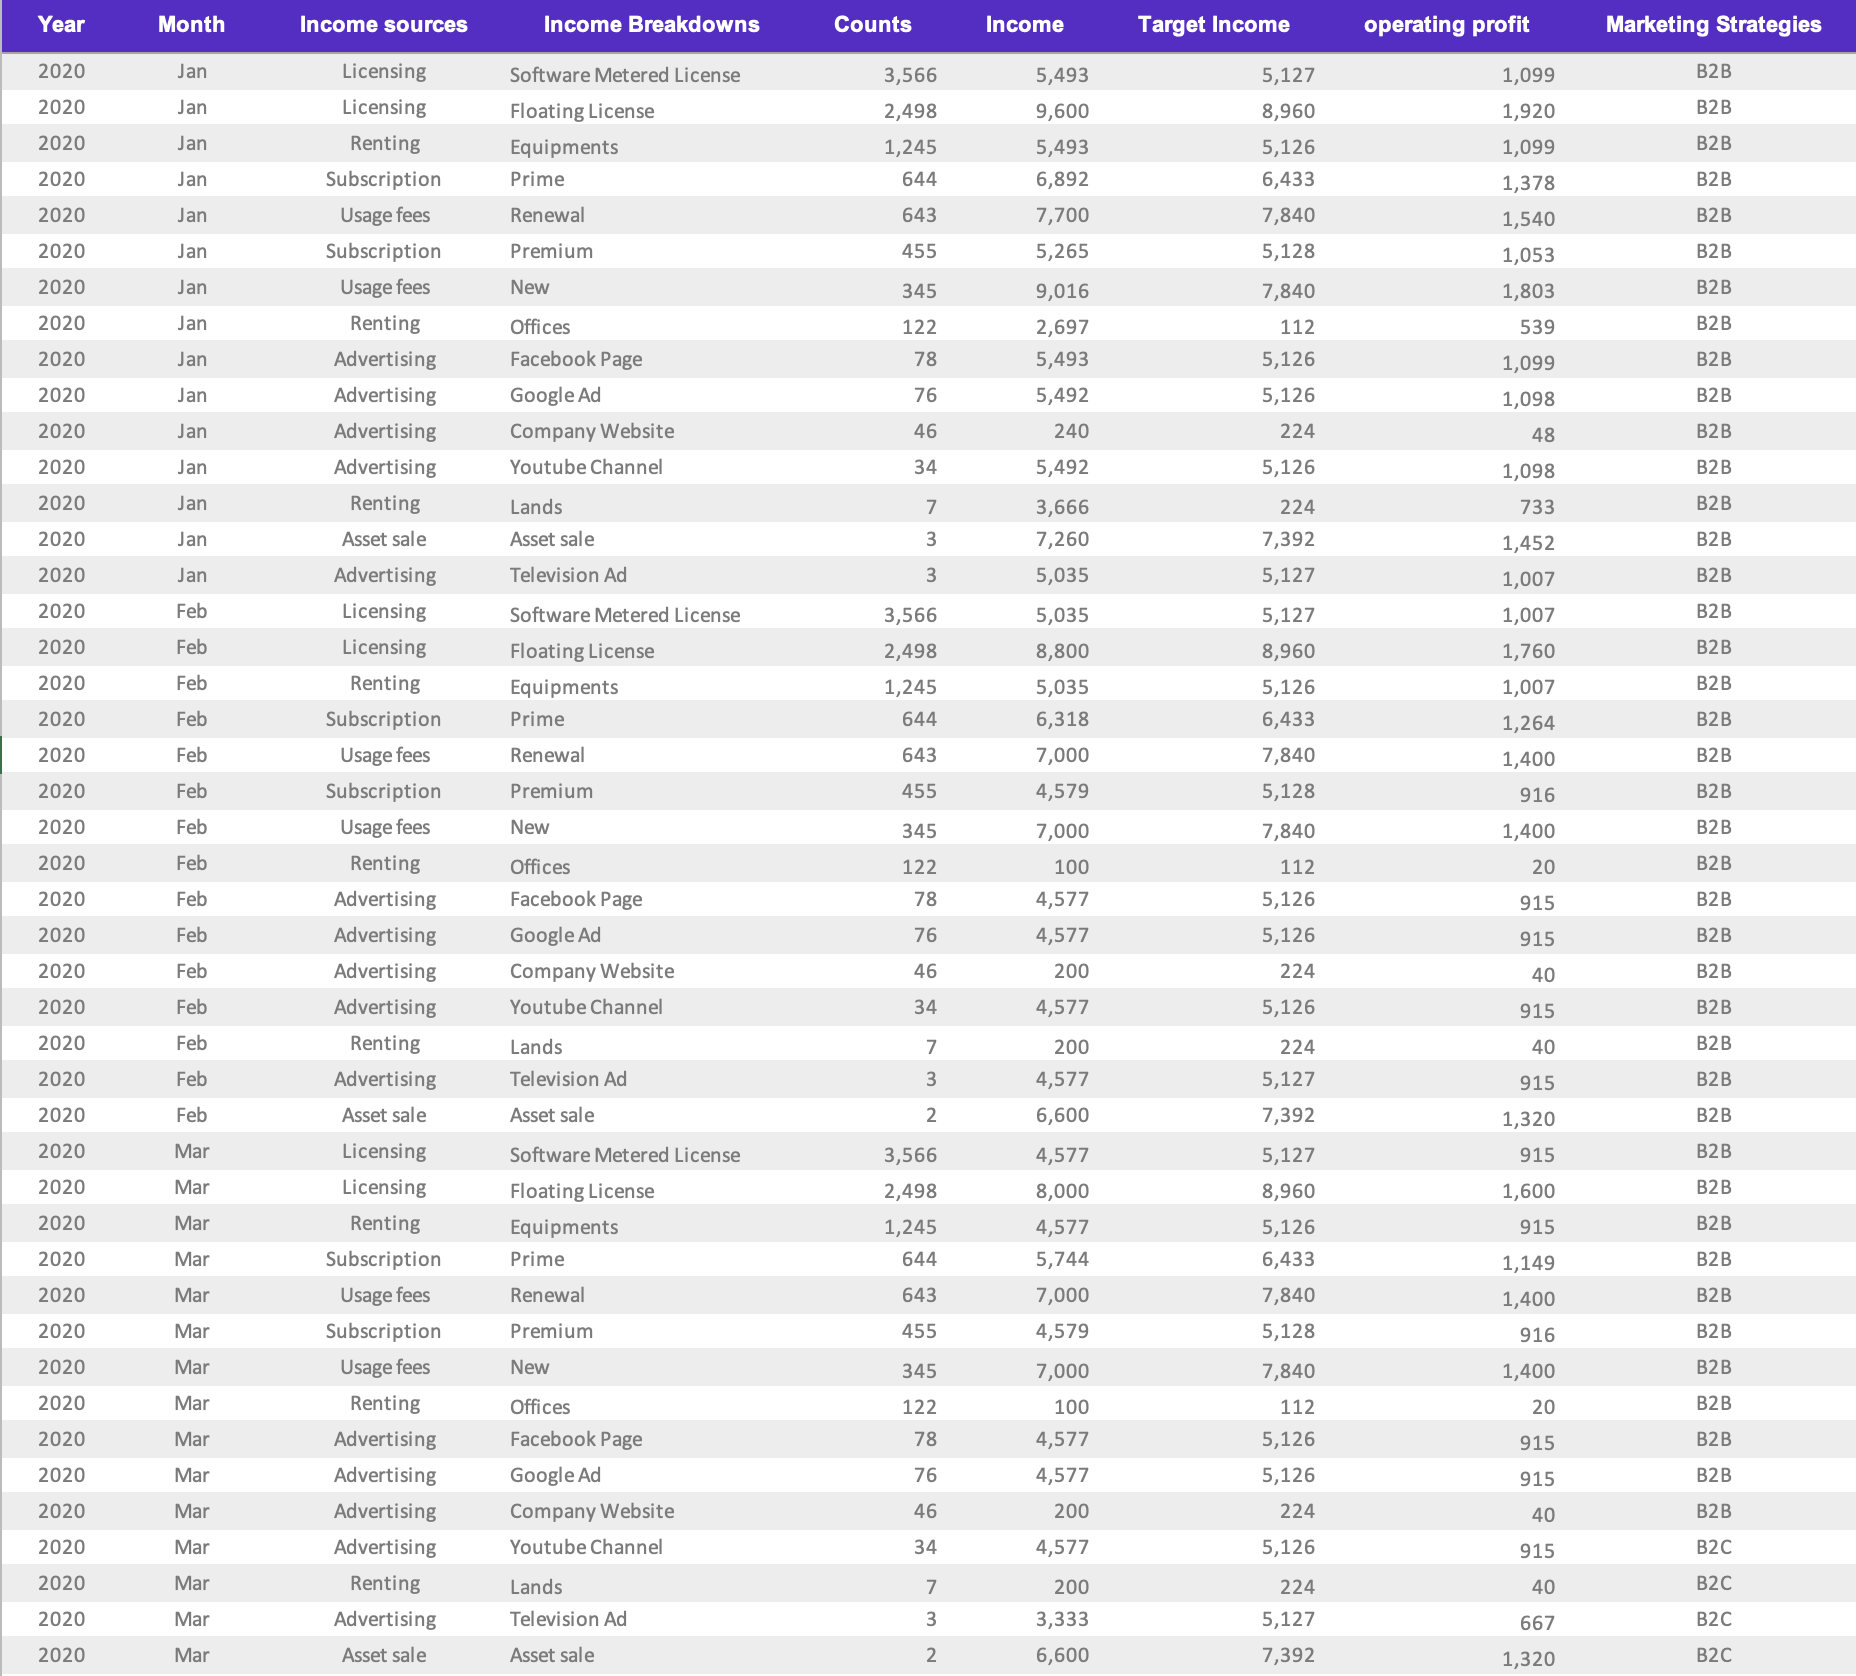 Year Month Income sources Income Breakdowns Counts Income Target Income operating profit Marketing Strategies
2020 Jan Licensing Software Metered License 3,566 5,493 5,127 1,099 B2B
2020 Jan Licensing Floating License 2,498 9,600 8,960 1,920 B2B
2020 Jan Renting Equipments 1,245 5,493 5,126 1,099 B2B
2020 Jan Subscription Prime 644 6,892 6,433 1,378 B2B
2020 Jan Usage fees Renewal 643 7,700 7,840 1,540 B2B
2020 Jan Subscription Premium 455 5,265 5,128 1,053 B2B
2020 Jan Usage fees New 345 9,016 7,840 1,803 B2B
2020 Jan Renting Offices 122 2,697 112 539 B2B
2020 Jan Advertising Facebook Page 78 5,493 5,126 1,099 B2B
2020 Jan Advertising Google Ad 76 5,492 5,126 1,098 B2B
2020 Jan Advertising Company Website 46 240 224 48 B2B
2020 Jan Advertising Youtube Channel 34 5,492 5,126 1,098 B2B
2020 Jan Renting Lands 7 3,666 224 733 B2B
2020 Jan Asset sale Asset sale 3 7,260 7,392 1,452 B2B
2020 Jan Advertising Television Ad 3 5,035 5,127 1,007 B2B
2020 Feb Licensing Software Metered License 3,566 5,035 5,127 1,007 B2B
2020 Feb Licensing Floating License 2,498 8,800 8,960 1,760 B2B
2020 Feb Renting Equipments 1,245 5,035 5,126 1,007 B2B
2020 Feb Subscription Prime 644 6,318 6,433 1,264 B2B
2020 Feb Usage fees Renewal 643 7,000 7,840 1,400 B2B
2020 Feb Subscription Premium 455 4,579 5,128 916 B2B
2020 Feb Usage fees New 345 7,000 7,840 1,400 B2B
2020 Feb Renting Offices 122 100 112 20 B2B
2020 Feb Advertising Facebook Page 78 4,577 5,126 915 B2B
2020 Feb Advertising Google Ad 76 4,577 5,126 915 B2B
2020 Feb Advertising Company Website 46 200 224 40 B2B
2020 Feb Advertising Youtube Channel 34 4,577 5,126 915 B2B
2020 Feb Renting Lands 7 200 224 40 B2B
2020 Feb Advertising Television Ad 3 4,577 5,127 915 B2B
2020 Feb Asset sale Asset sale 2 6,600 7,392 1,320 B2B
2020 Mar Licensing Software Metered License 3,566 4,577 5,127 915 B2B
2020 Mar Licensing Floating License 2,498 8,000 8,960 1,600 B2B
2020 Mar Renting Equipments 1,245 4,577 5,126 915 B2B
2020 Mar Subscription Prime 644 5,744 6,433 1,149 B2B
2020 Mar Usage fees Renewal 643 7,000 7,840 1,400 B2B
2020 Mar Subscription Premium 455 4,579 5,128 916 B2B
2020 Mar Usage fees New 345 7,000 7,840 1,400 B2B
2020 Mar Renting Offices 122 100 112 20 B2B
2020 Mar Advertising Facebook Page 78 4,577 5,126 915 B2B
2020 Mar Advertising Google Ad 76 4,577 5,126 915 B2B
2020 Mar Advertising Company Website 46 200 224 40 B2B
2020 Mar Advertising Youtube Channel 34 4,577 5,126 915 B2C
2020 Mar Renting Lands 7 200 224 40 B2C
2020 Mar Advertising Television Ad 3 3,333 5,127 667 B2C
2020 Mar Asset sale Asset sale 2 6,600 7,392 1,320 B2C